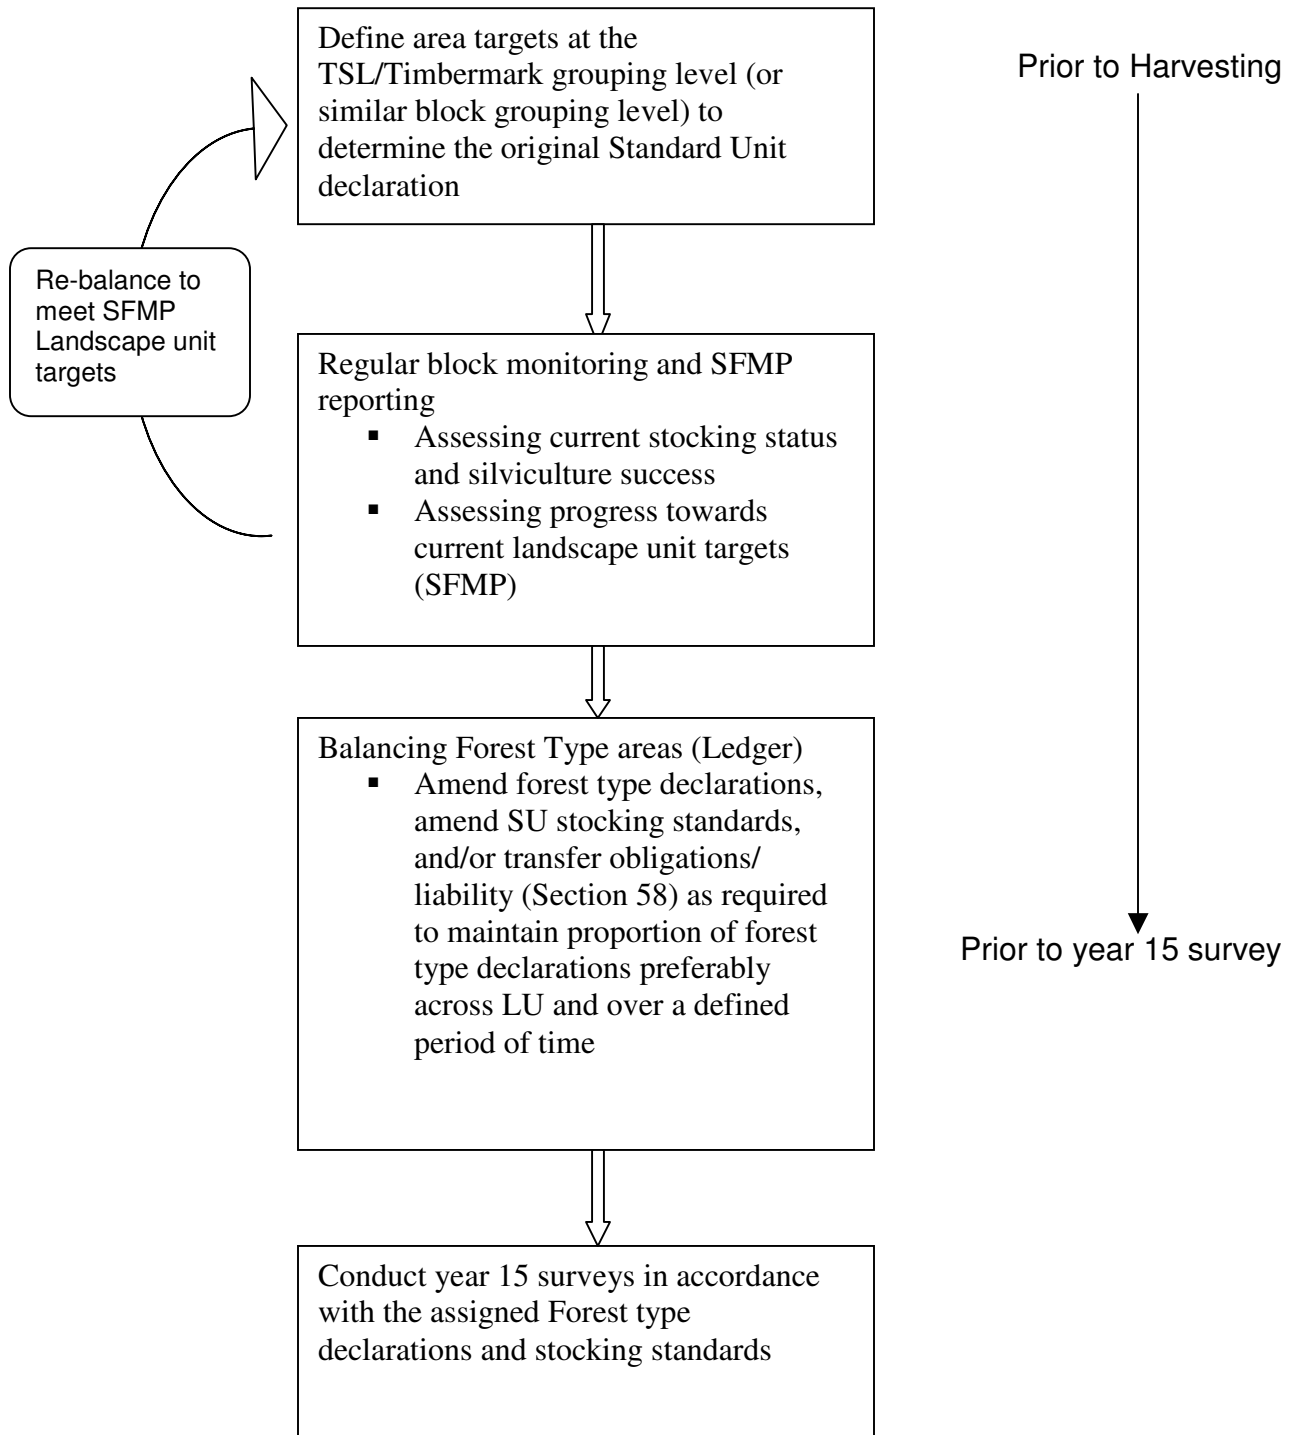 Define area targets at the
TSL/Timbermark grouping level (or
similar block grouping level) to
determine the original Standard Unit
declaration
Prior to Harvesting
Re-balance to
meet SFMP
Landscape unit
targets
Regular block monitoring and SFMP
reporting
▪ Assessing current stocking status
and silviculture success
▪ Assessing progress towards
current landscape unit targets
(SFMP)
Balancing Forest Type areas (Ledger)
▪ Amend forest type declarations,
amend SU stocking standards,
and/or transfer obligations/
liability (Section 58) as required
to maintain proportion of forest
type declarations preferably
across LU and over a defined
period of time
Prior to year 15 survey
Conduct year 15 surveys in accordance
with the assigned Forest type
declarations and stocking standards